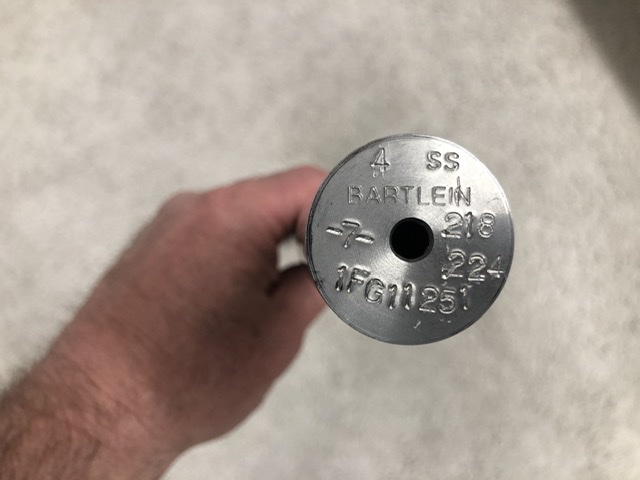 4 SS
BARTLEIN
-7- .218
.224
1FG11251